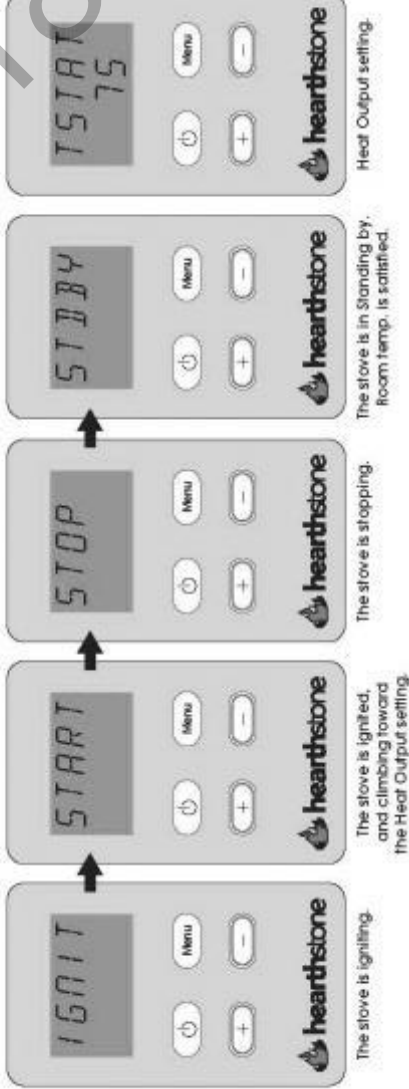 IGNIT
Menu
+ −
hearthstone
The stove is igniting.
START
Menu
+ −
hearthstone
The stove is ignited,
and climbing toward
the Heat Output setting.
STOP
Menu
+ −
hearthstone
The stove is stopping.
STDBY
Menu
+ −
hearthstone
The stove is in Standing by.
Room temp. is satisfied.
TSTAT
75
Menu
+ −
hearthstone
Heat Output setting.